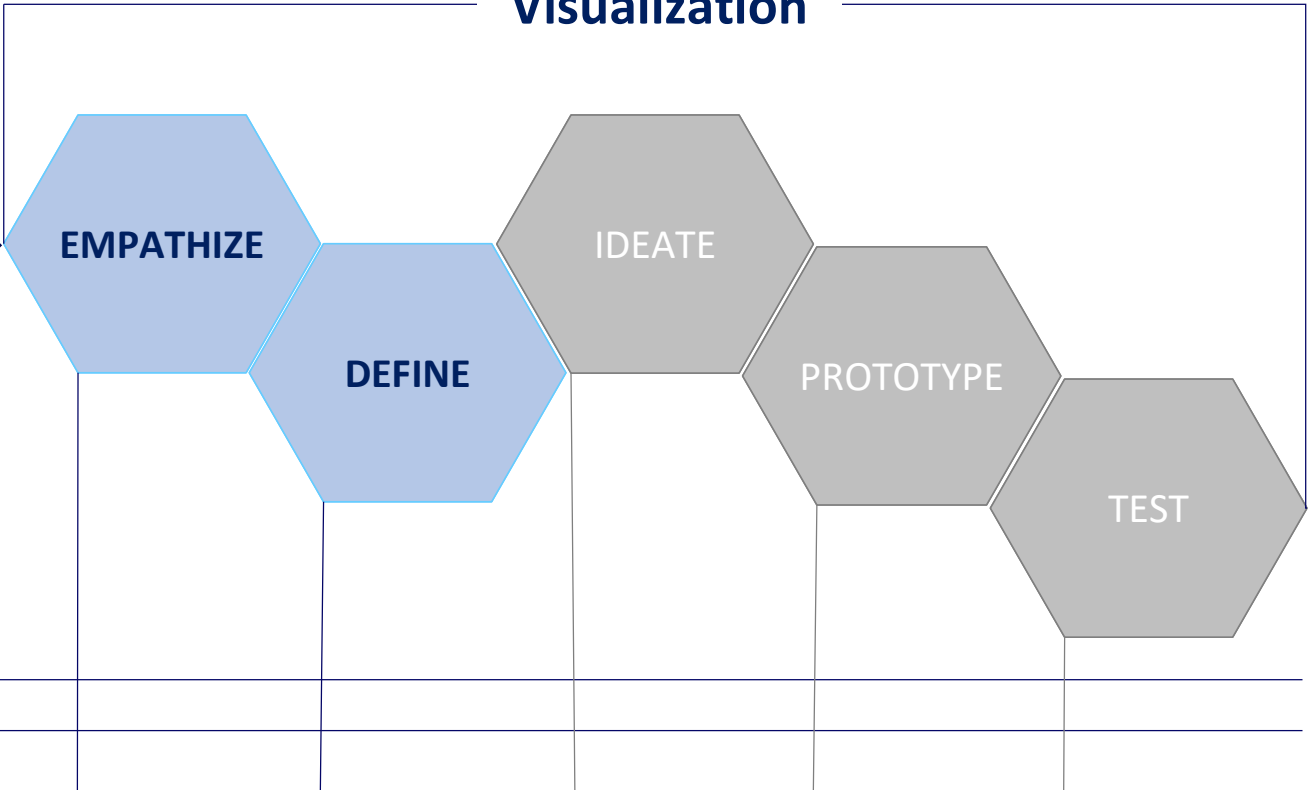 Visualization
EMPATHIZE
IDEATE
DEFINE
PROTOTYPE
TEST